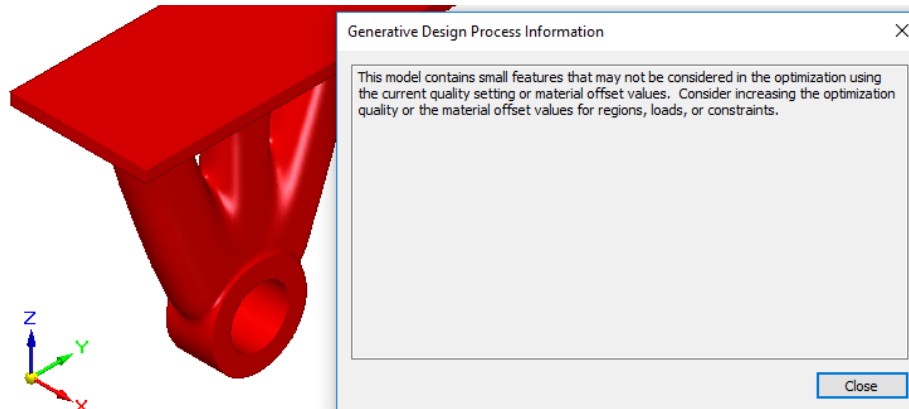 Generative Design Process Information
This model contains small features that may not be considered in the optimization using
the current quality setting or material offset values.  Consider increasing the optimization
quality or the material offset values for regions, loads, or constraints.
Z
Y
X
Close